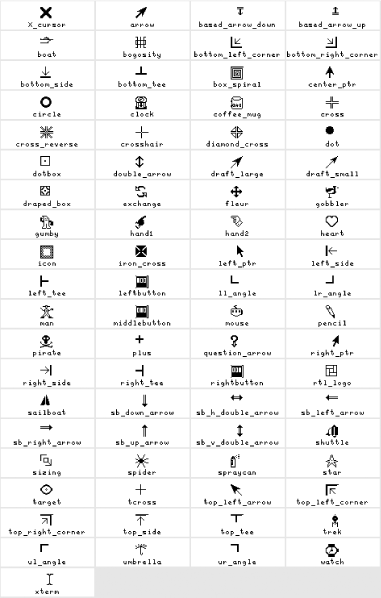 X_cursor arrow based_arrow_down based_arrow_up
boat bogosity bottom_left_corner bottom_right_corner
bottom_side bottom_tee box_spiral center_ptr
circle clock coffee_mug cross
cross_reverse crosshair diamond_cross dot
dotbox double_arrow draft_large draft_small
draped_box exchange fleur gobbler
gumby hand1 hand2 heart
icon iron_cross left_ptr left_side
left_tee leftbutton ll_angle lr_angle
man middlebutton mouse pencil
pirate plus question_arrow right_ptr
right_side right_tee rightbutton rtl_logo
sailboat sb_down_arrow sb_h_double_arrow sb_left_arrow
sb_right_arrow sb_up_arrow sb_v_double_arrow shuttle
sizing spider spraycan star
target tcross top_left_arrow top_left_corner
top_right_corner top_side top_tee trek
ul_angle umbrella ur_angle watch
xterm